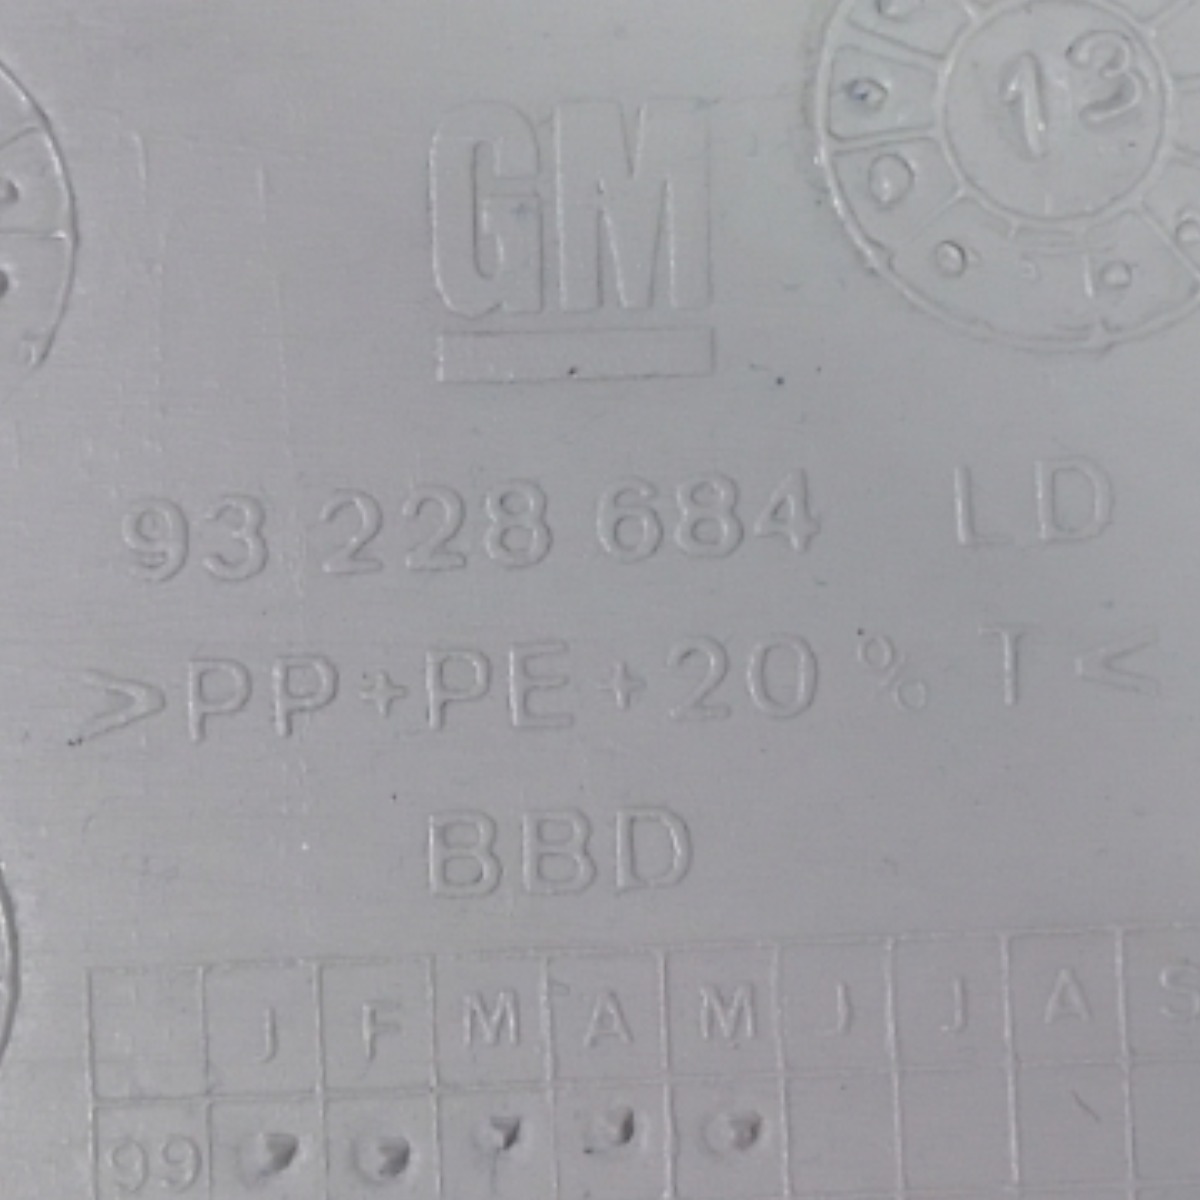 13
GM
93 228 684 LD
>PP+PE+20% T<
BBD
J F M A M J J A S
99